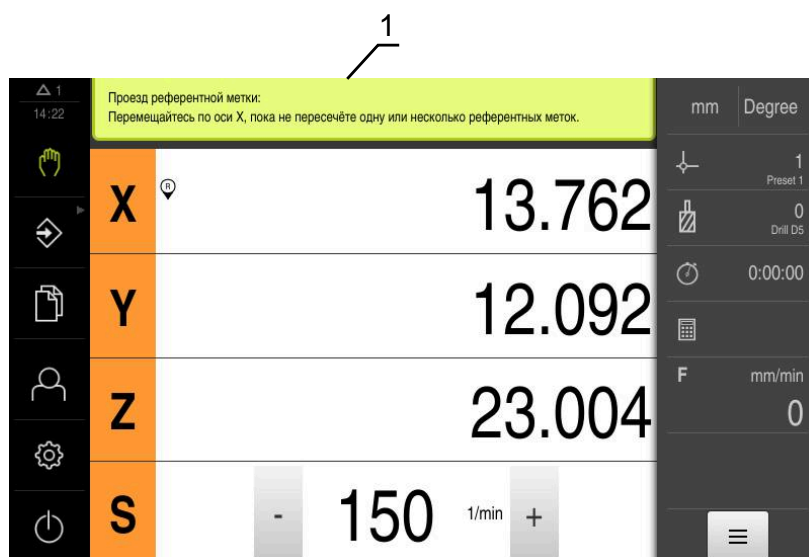 1
1
14:22
Проезд референтной метки:
Перемещайтесь по оси X, пока не пересечёте одну или несколько референтных меток.
mm Degree
X R 13.762
Y 12.092
Z 23.004
S - 150 1/min +
1
Preset 1
0
Drill D5
0:00:00
F mm/min
0